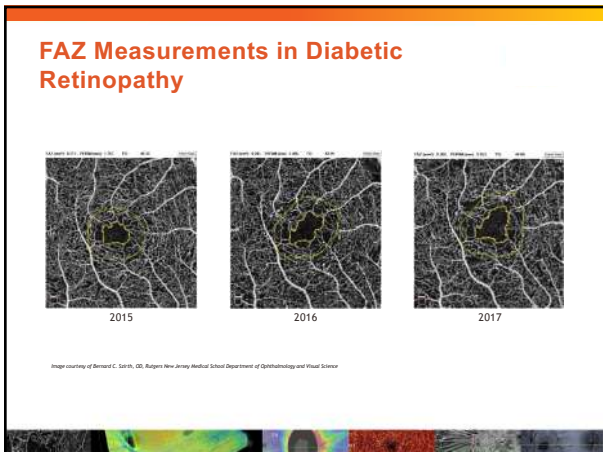 FAZ Measurements in Diabetic
Retinopathy
2015
2016
2017
Image courtesy of Bernard C. Szirth, OD, Rutgers New Jersey Medical School Department of Ophthalmology and Visual Science